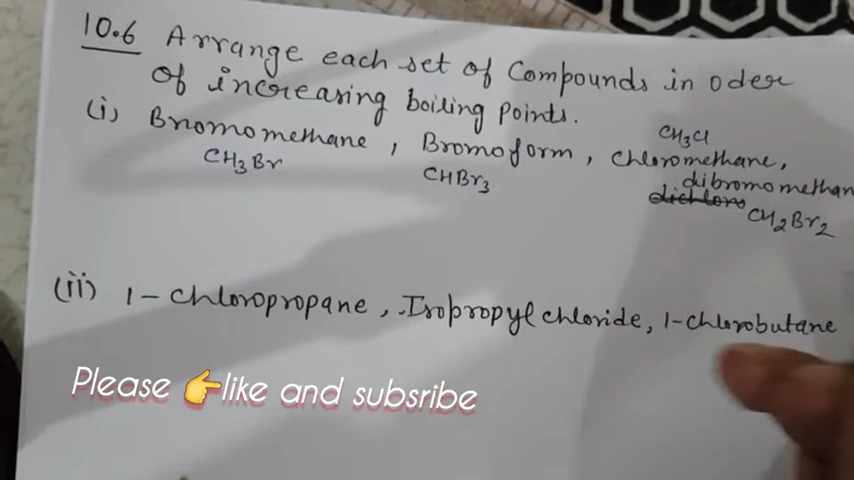 10.6 Arrange each set of Compounds in oder
of increasing boiling points.
(i) Bromomethane, Bromoform, Chloromethane,
CH3Br CHBr3 CH3Cl
dibromomethan
dichloro CH2Br2
(ii) 1-Chloropropane, Isopropyl chloride, 1-chlorobutane
Please 👉like and subsribe